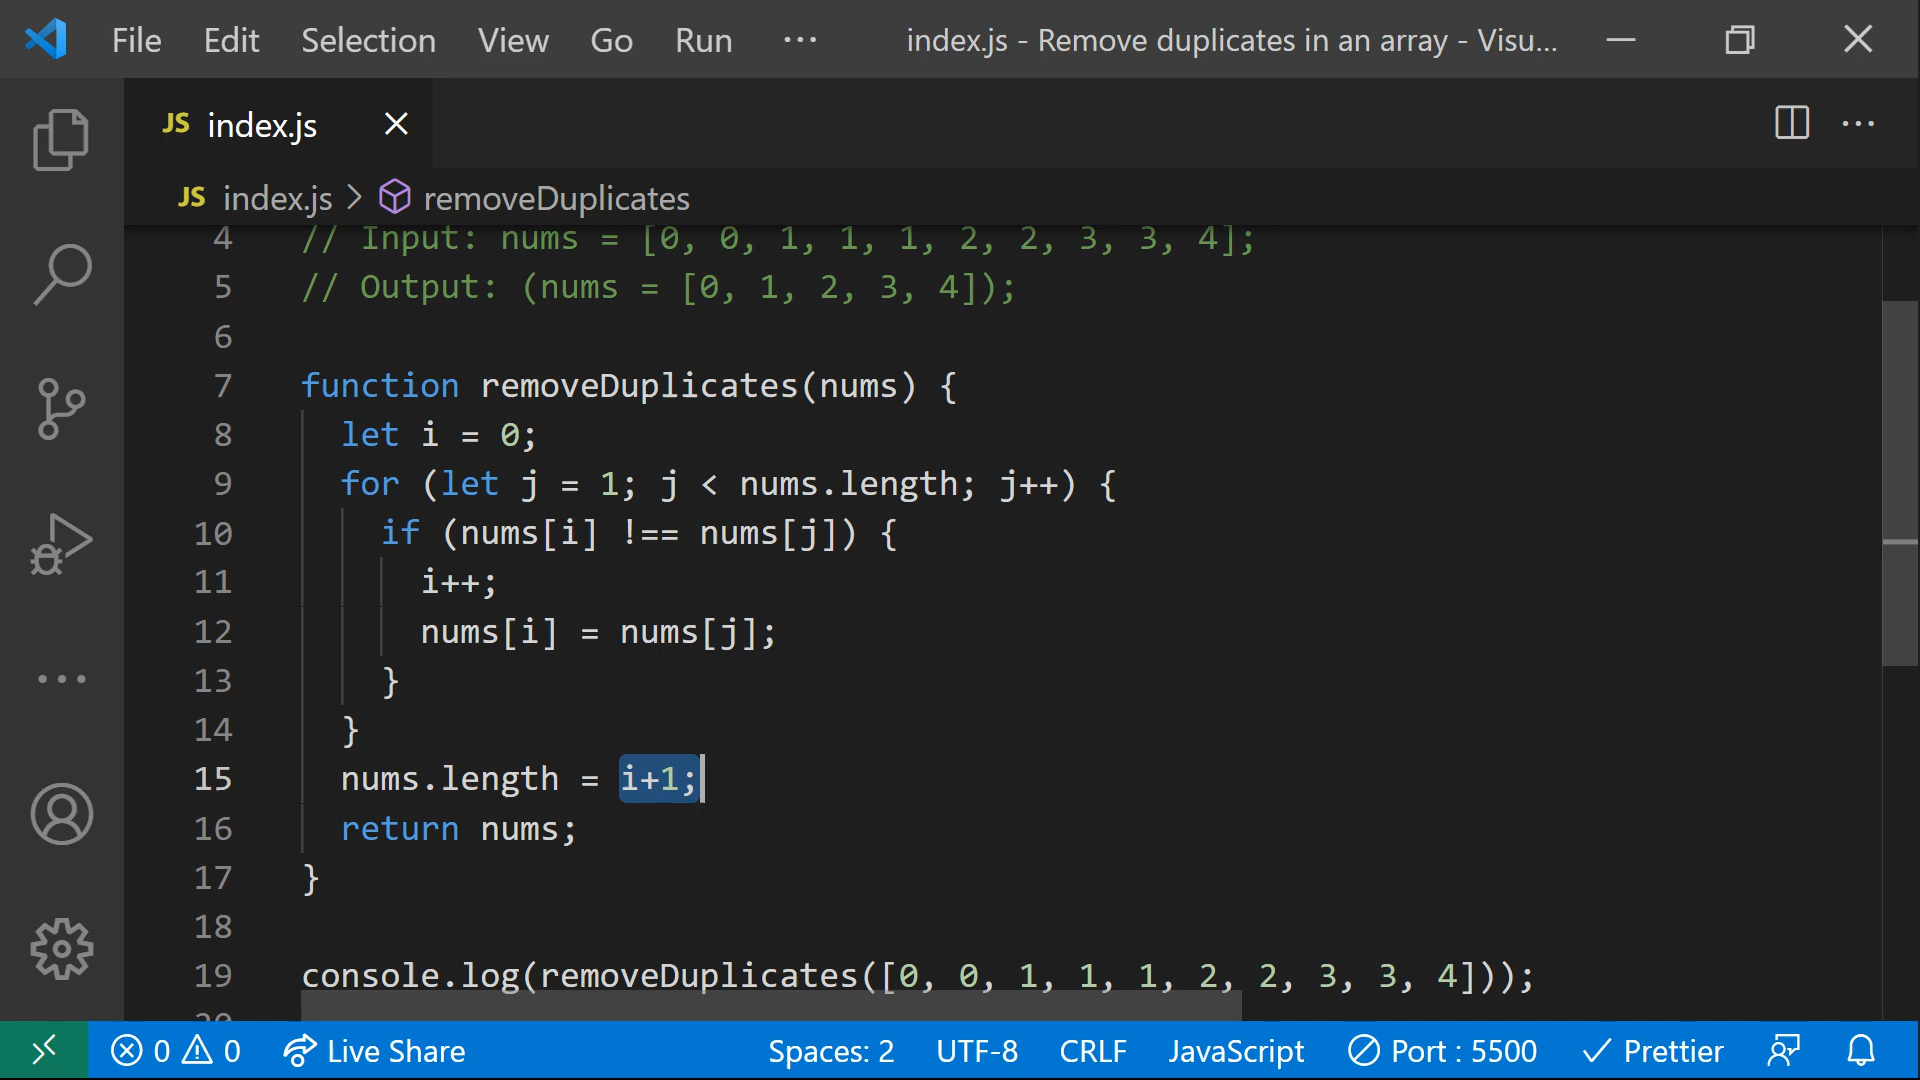 File Edit Selection View Go Run ··· index.js - Remove duplicates in an array - Visu...
JS index.js
JS index.js > removeDuplicates
4 // Input: nums = [0, 0, 1, 1, 1, 2, 2, 3, 3, 4];
5 // Output: (nums = [0, 1, 2, 3, 4]);
6
7 function removeDuplicates(nums) {
8 let i = 0;
9 for (let j = 1; j < nums.length; j++) {
10 if (nums[i] !== nums[j]) {
11 i++;
12 nums[i] = nums[j];
13 }
14 }
15 nums.length = i+1;
16 return nums;
17 }
18
19 console.log(removeDuplicates([0, 0, 1, 1, 1, 2, 2, 3, 3, 4]));
20
0 0 Live Share Spaces: 2 UTF-8 CRLF JavaScript Port : 5500 Prettier